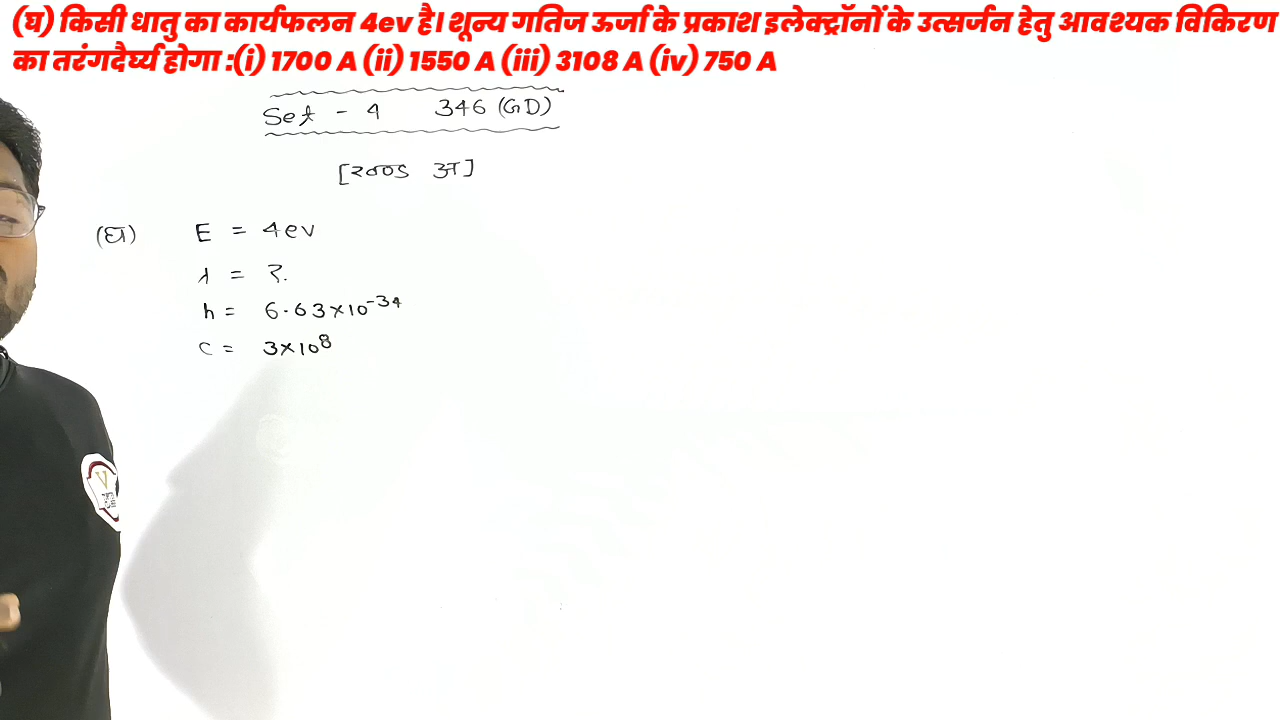 (घ) किसी धातु का कार्यफलन 4ev है। शून्य गतिज ऊर्जा के प्रकाश इलेक्ट्रॉनों के उत्सर्जन हेतु आवश्यक विकिरण
का तरंगदैर्घ्य होगा :(i) 1700 A (ii) 1550 A (iii) 3108 A (iv) 750 A
Set - 4 346 (GD)
[खण्ड अ]
(घ) E = 4ev
λ = ?.
h = 6.63×10⁻³⁴
C = 3×10⁸
V